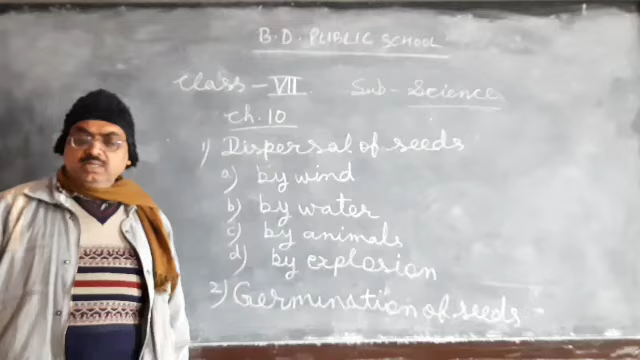 B.D. PUBLIC SCHOOL
Class - VII Sub - Science
Ch. 10
1) Dispersal of seeds
a) by wind
b) by water
c) by animals
d) by explosion
2) Germination of seeds